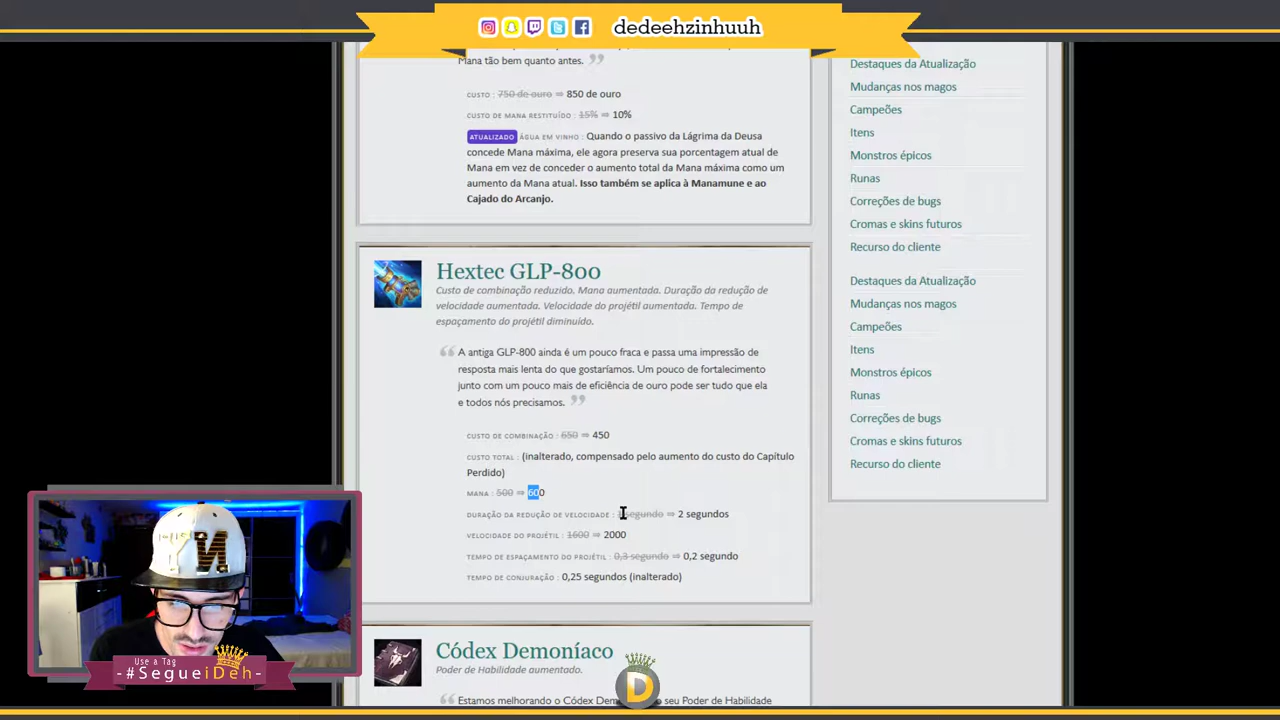 dedeehzinhuuh
Mana tão bem quanto antes.
CUSTO : 750 de ouro ⇒ 850 de ouro
CUSTO DE MANA RESTITUÍDO : 15% ⇒ 10%
ATUALIZADO ÁGUA EM VINHO : Quando o passivo da Lágrima da Deusa
concede Mana máxima, ele agora preserva sua porcentagem atual de
Mana em vez de conceder o aumento total da Mana máxima como um
aumento da Mana atual. Isso também se aplica à Manamune e ao
Cajado do Arcanjo.
Hextec GLP-800
Custo de combinação reduzido. Mana aumentada. Duração da redução de
velocidade aumentada. Velocidade do projétil aumentada. Tempo de
espaçamento do projétil diminuído.
A antiga GLP-800 ainda é um pouco fraca e passa uma impressão de
resposta mais lenta do que gostaríamos. Um pouco de fortalecimento
junto com um pouco mais de eficiência de ouro pode ser tudo que ela
e todos nós precisamos.
CUSTO DE COMBINAÇÃO : 650 ⇒ 450
CUSTO TOTAL : (inalterado, compensado pelo aumento do custo do Capítulo
Perdido)
MANA : 500 ⇒ 600
DURAÇÃO DA REDUÇÃO DE VELOCIDADE : segundo ⇒ 2 segundos
VELOCIDADE DO PROJÉTIL : 1600 ⇒ 2000
TEMPO DE ESPAÇAMENTO DO PROJÉTIL : 0,3 segundo ⇒ 0,2 segundo
TEMPO DE CONJURAÇÃO : 0,25 segundos (inalterado)
Códex Demoníaco
Poder de Habilidade aumentado.
Estamos melhorando o Códex seu Poder de Habilidade
Destaques da Atualização
Mudanças nos magos
Campeões
Itens
Monstros épicos
Runas
Correções de bugs
Cromas e skins futuros
Recurso do cliente
Destaques da Atualização
Mudanças nos magos
Campeões
Itens
Monstros épicos
Runas
Correções de bugs
Cromas e skins futuros
Recurso do cliente
Use a Tag
-#SegueiDeh-
D